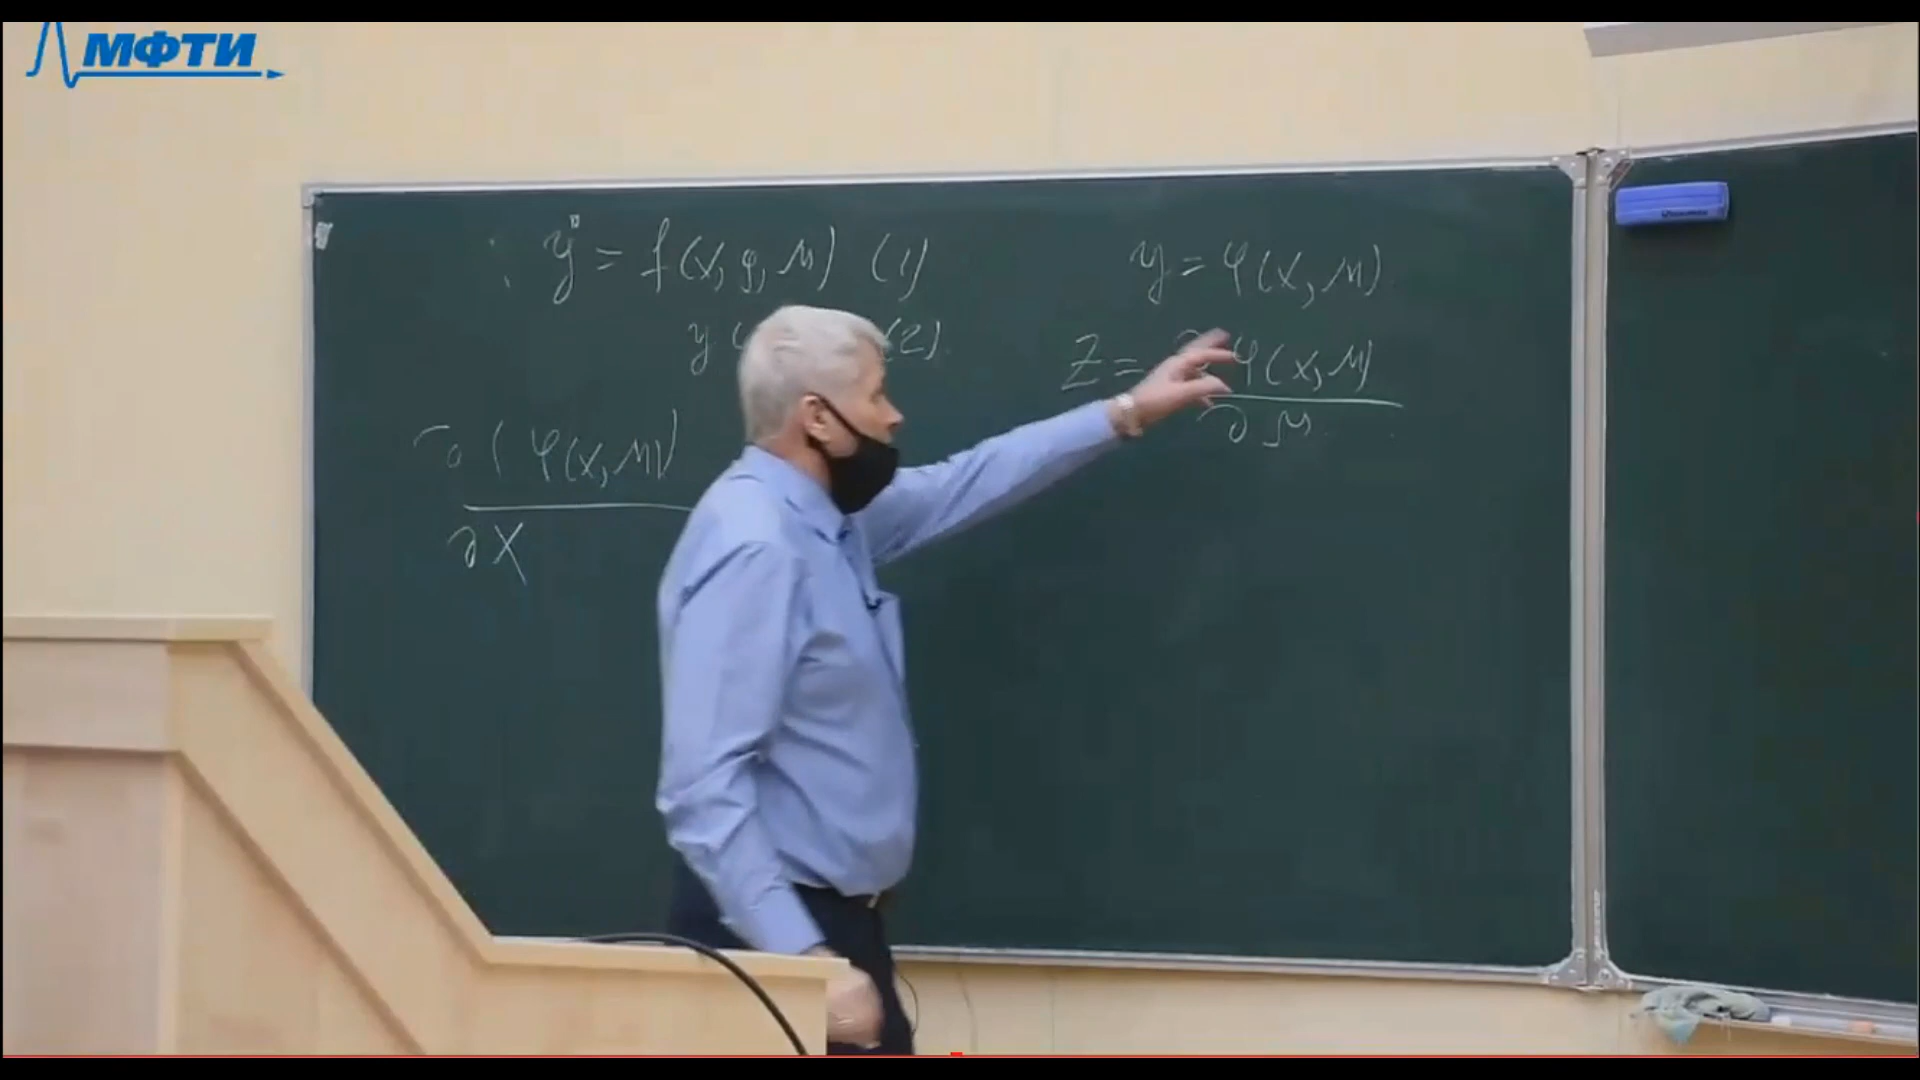 МФТИ
y' = f(x, y, μ) (1)
y (2)
∂(φ(x, μ))
∂x
y = φ(x, μ)
z = ∂φ(x, μ)
∂μ